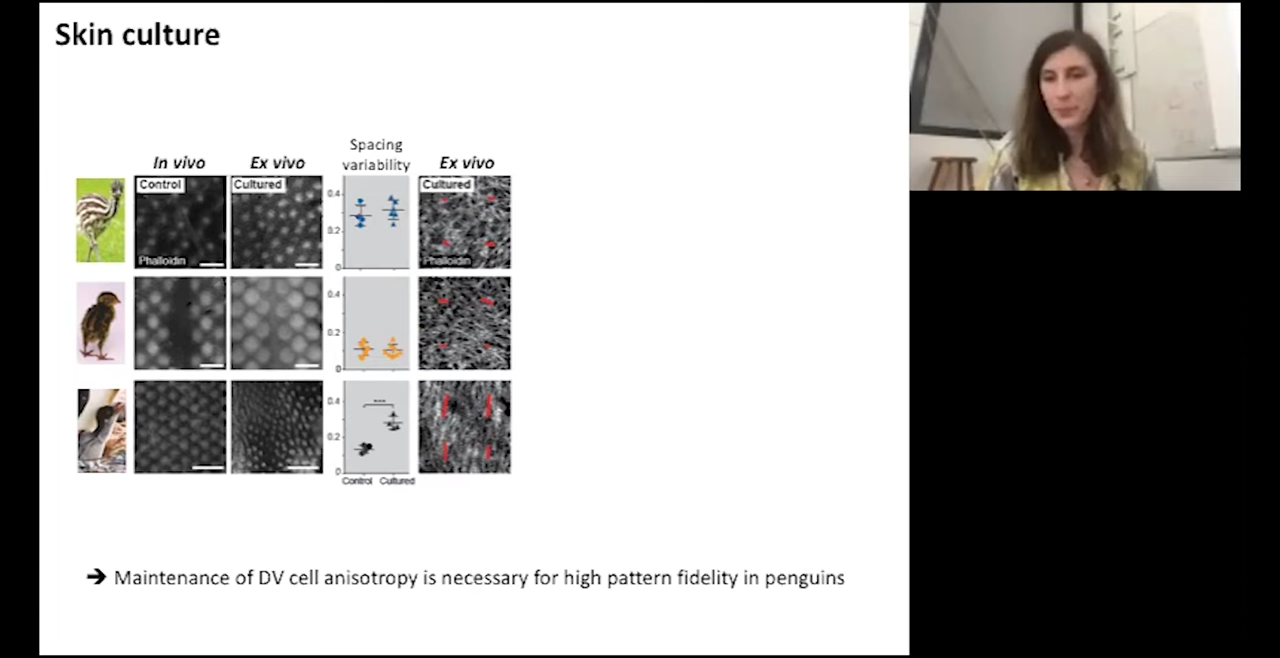 Skin culture
In vivo
Ex vivo
Spacing
variability
Ex vivo
Control
Cultured
Phalloidin
0.4
0.2
0
Cultured
Phalloidin
0.4
0.2
0
0.4
0.2
0
***
Control Cultured
➔ Maintenance of DV cell anisotropy is necessary for high pattern fidelity in penguins